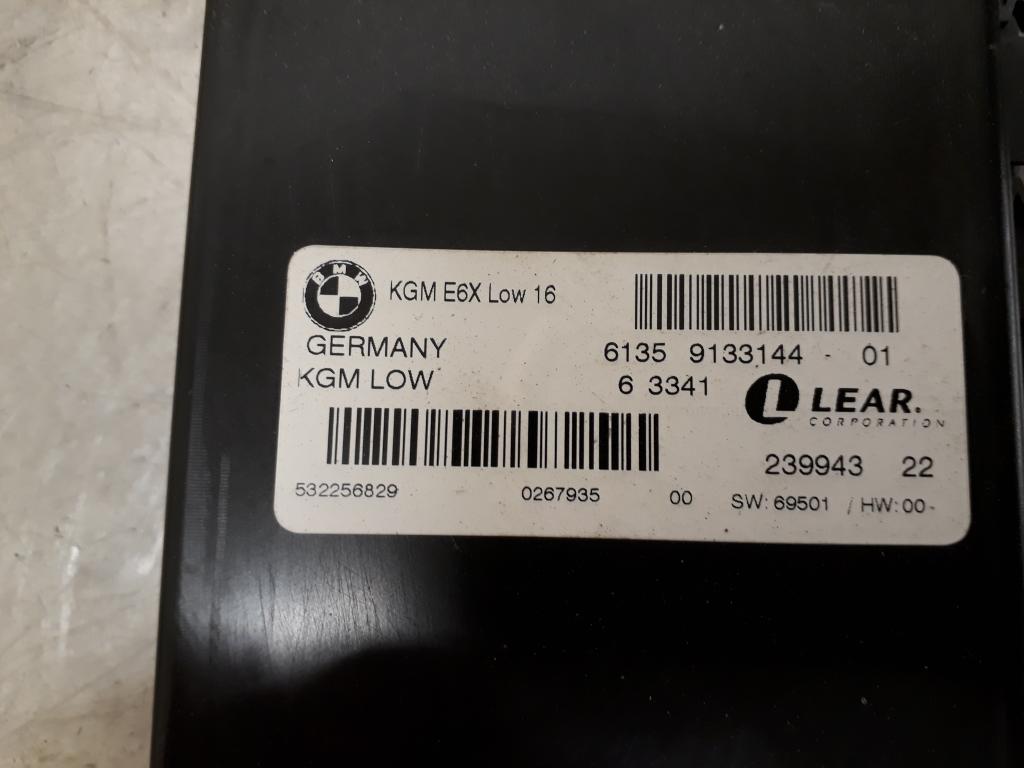 BMW
KGM E6X Low 16
GERMANY
6135 9133144 - 01
KGM LOW
6 3341
L LEAR.
CORPORATION
239943 22
532256829 0267935 00 SW: 69501 / HW: 00-